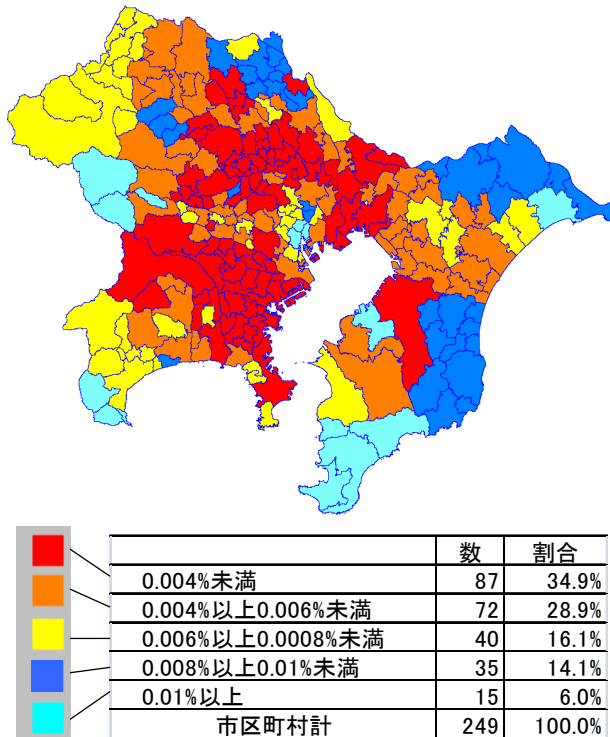 数 割合
0.004%未満 87 34.9%
0.004%以上0.006%未満 72 28.9%
0.006%以上0.0008%未満 40 16.1%
0.008%以上0.01%未満 35 14.1%
0.01%以上 15 6.0%
市区町村計 249 100.0%